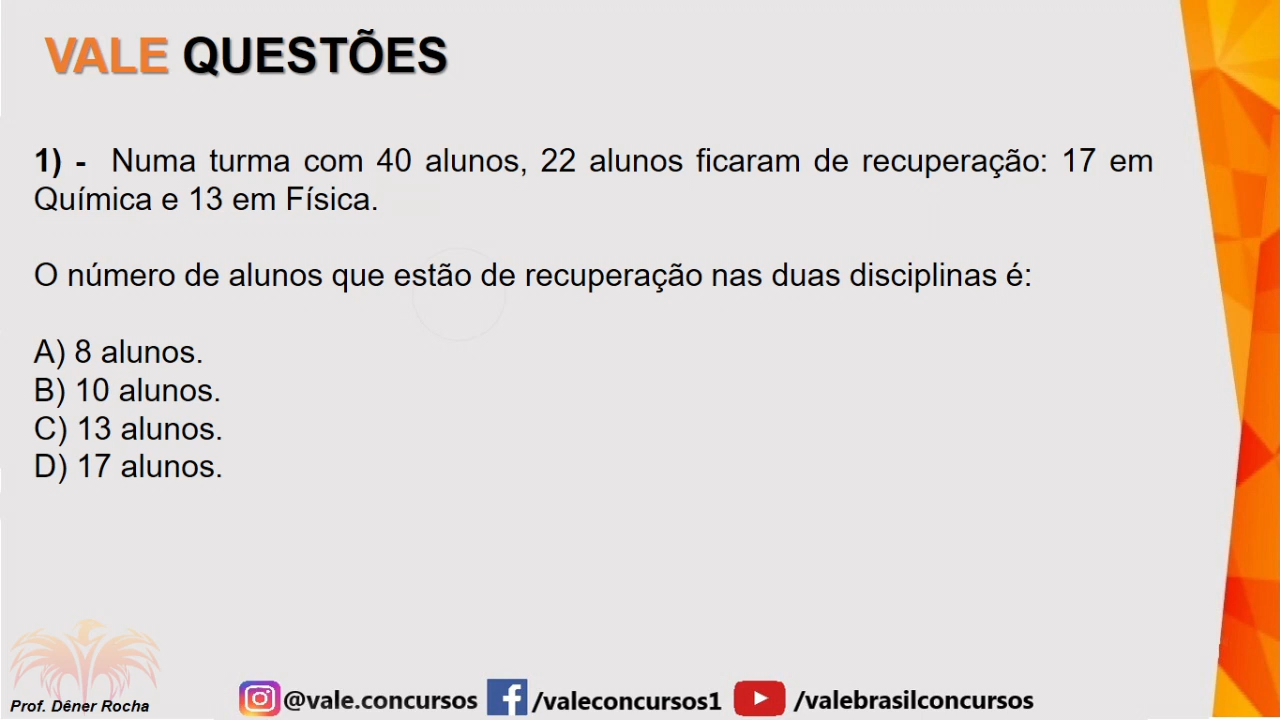 VALE QUESTÕES
1) - Numa turma com 40 alunos, 22 alunos ficaram de recuperação: 17 em
Química e 13 em Física.
O número de alunos que estão de recuperação nas duas disciplinas é:
A) 8 alunos.
B) 10 alunos.
C) 13 alunos.
D) 17 alunos.
Prof. Dêner Rocha
@vale.concursos /valeconcursos1 /valebrasilconcursos